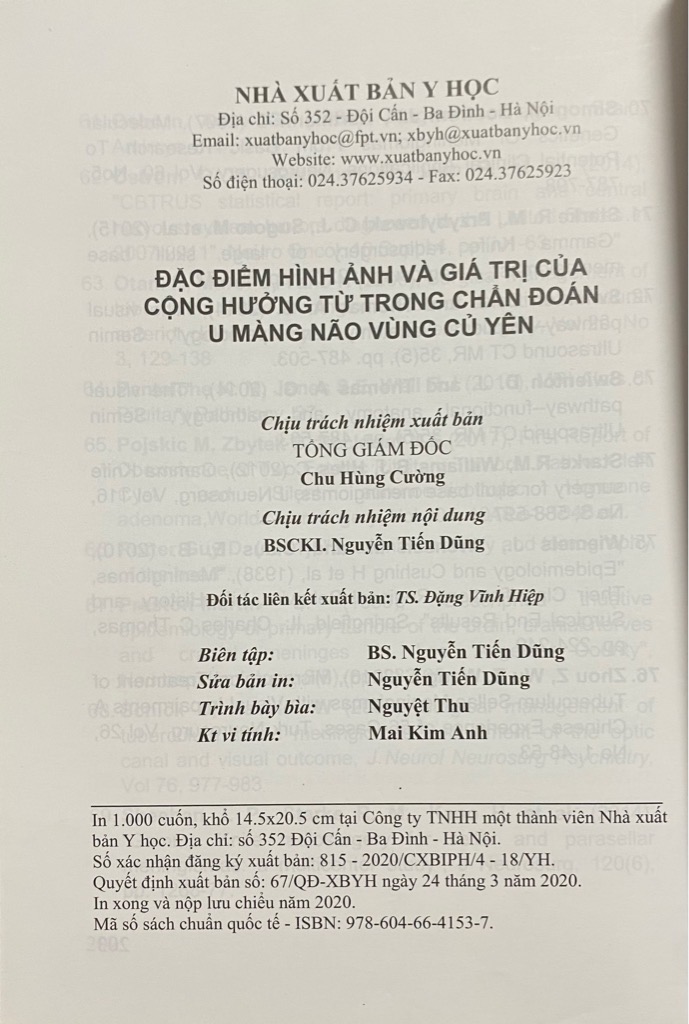 NHÀ XUẤT BẢN Y HỌC
Địa chỉ: Số 352 - Đội Cấn - Ba Đình - Hà Nội
Email: xuatbanyhoc@fpt.vn; xbyh@xuatbanyhoc.vn
Website: www.xuatbanyhoc.vn
Số điện thoại: 024.37625934 - Fax: 024.37625923
ĐẶC ĐIỂM HÌNH ẢNH VÀ GIÁ TRỊ CỦA
CỘNG HƯỞNG TỪ TRONG CHẨN ĐOÁN
U MÀNG NÃO VÙNG CỦ YÊN
Chịu trách nhiệm xuất bản
TỔNG GIÁM ĐỐC
Chu Hùng Cường
Chịu trách nhiệm nội dung
BSCKI. Nguyễn Tiến Dũng
Đối tác liên kết xuất bản: TS. Đặng Vĩnh Hiệp
Biên tập: BS. Nguyễn Tiến Dũng
Sửa bản in: Nguyễn Tiến Dũng
Trình bày bìa: Nguyệt Thu
Kt vi tính: Mai Kim Anh
In 1.000 cuốn, khổ 14.5x20.5 cm tại Công ty TNHH một thành viên Nhà xuất
bản Y học. Địa chỉ: số 352 Đội Cấn - Ba Đình - Hà Nội.
Số xác nhận đăng ký xuất bản: 815 - 2020/CXBIPH/4 - 18/YH.
Quyết định xuất bản số: 67/QĐ-XBYH ngày 24 tháng 3 năm 2020.
In xong và nộp lưu chiểu năm 2020.
Mã số sách chuẩn quốc tế - ISBN: 978-604-66-4153-7.